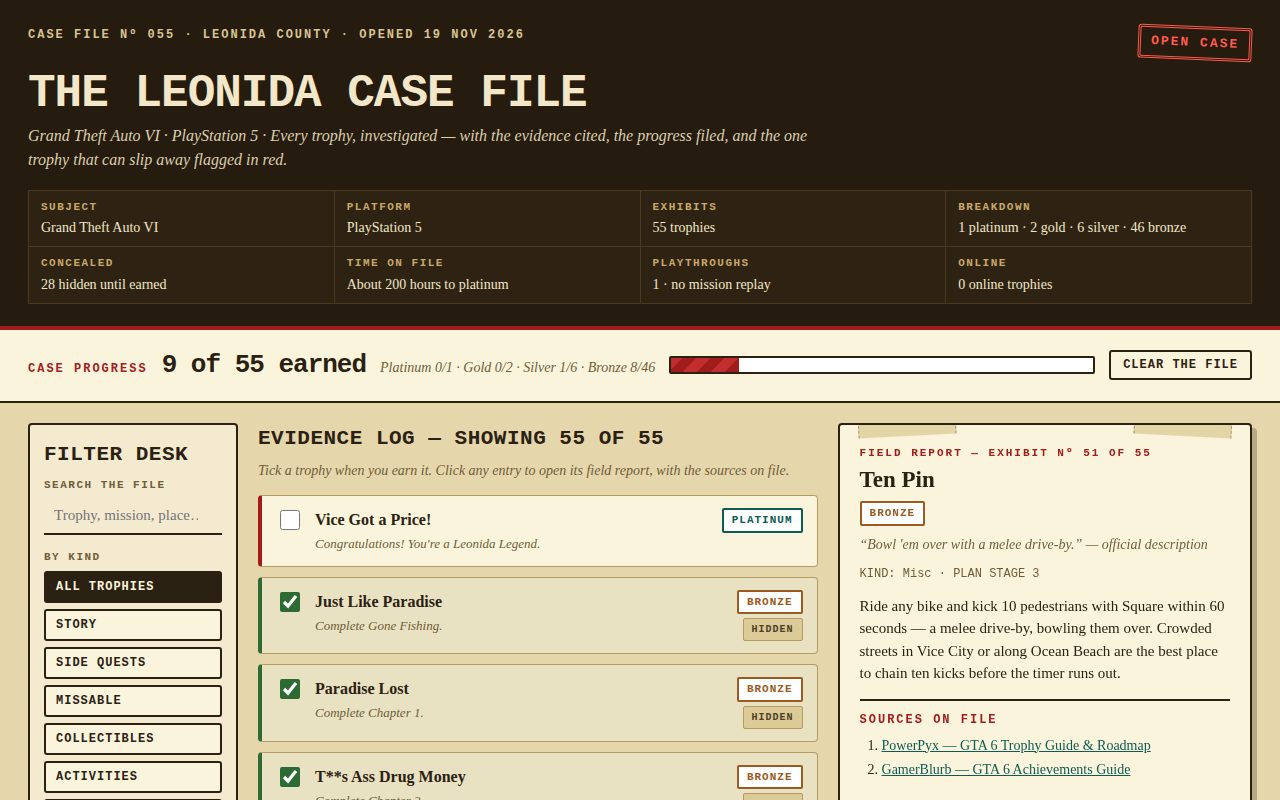 CASE FILE Nº 055 · LEONIDA COUNTY · OPENED 19 NOV 2026
OPEN CASE
THE LEONIDA CASE FILE
Grand Theft Auto VI · PlayStation 5 · Every trophy, investigated — with the evidence cited, the progress filed, and the one
trophy that can slip away flagged in red.
SUBJECT
Grand Theft Auto VI
PLATFORM
PlayStation 5
EXHIBITS
55 trophies
BREAKDOWN
1 platinum · 2 gold · 6 silver · 46 bronze
CONCEALED
28 hidden until earned
TIME ON FILE
About 200 hours to platinum
PLAYTHROUGHS
1 · no mission replay
ONLINE
0 online trophies
CASE PROGRESS
9 of 55 earned
Platinum 0/1 · Gold 0/2 · Silver 1/6 · Bronze 8/46
CLEAR THE FILE
FILTER DESK
SEARCH THE FILE
Trophy, mission, place..
BY KIND
ALL TROPHIES
STORY
SIDE QUESTS
MISSABLE
COLLECTIBLES
ACTIVITIES
EVIDENCE LOG — SHOWING 55 OF 55
Tick a trophy when you earn it. Click any entry to open its field report, with the sources on file.
Vice Got a Price!
PLATINUM
Congratulations! You're a Leonida Legend.
Just Like Paradise
BRONZE
Complete Gone Fishing.
HIDDEN
Paradise Lost
BRONZE
Complete Chapter 1.
HIDDEN
T**s Ass Drug Money
BRONZE
FIELD REPORT — EXHIBIT Nº 51 OF 55
Ten Pin
BRONZE
“Bowl 'em over with a melee drive-by.” — official description
KIND: Misc · PLAN STAGE 3
Ride any bike and kick 10 pedestrians with Square within 60
seconds — a melee drive-by, bowling them over. Crowded
streets in Vice City or along Ocean Beach are the best place
to chain ten kicks before the timer runs out.
SOURCES ON FILE
1. PowerPyx — GTA 6 Trophy Guide & Roadmap
2. GamerBlurb — GTA 6 Achievements Guide